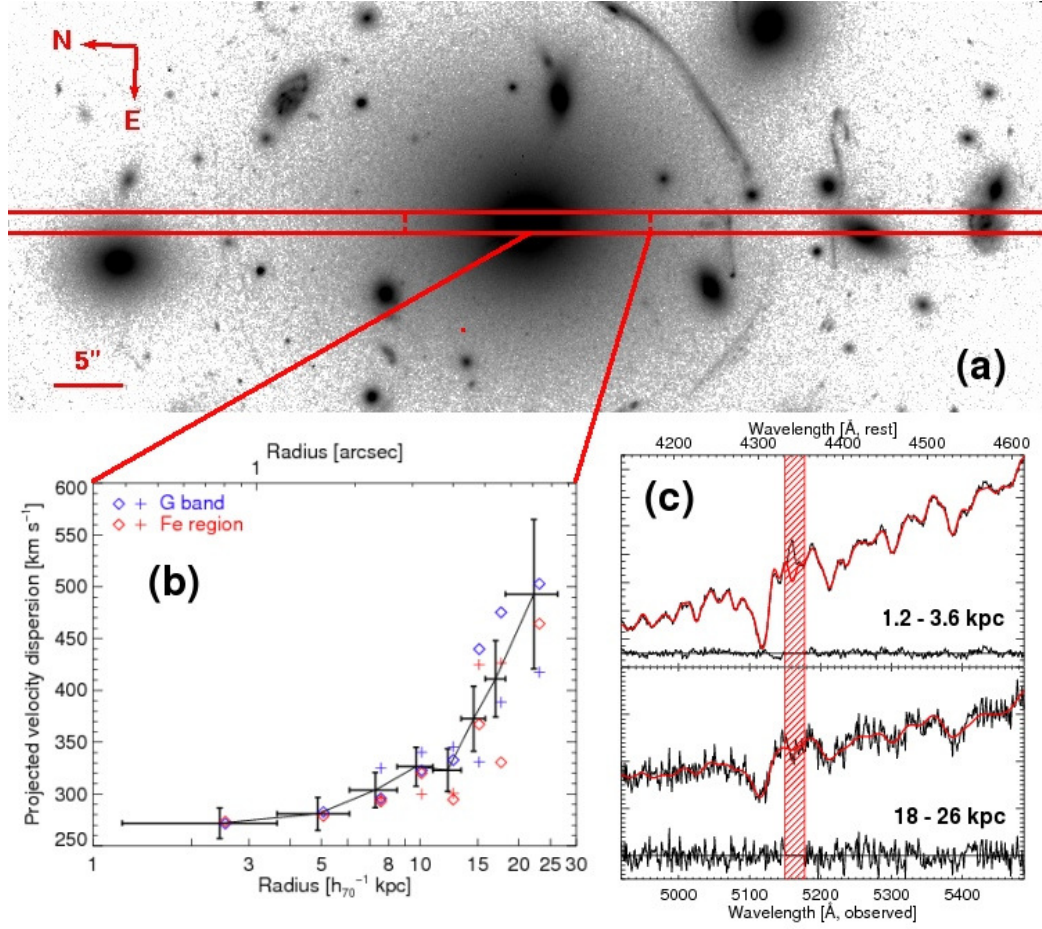 N
E
5"
(a)
Radius [arcsec]
1
600
550
500
450
400
350
300
250
Projected velocity dispersion [km s⁻¹]
◇ + G band
◇ + Fe region
(b)
1 3 5 8 10 15 20 25 30
Radius [h₇₀⁻¹ kpc]
Wavelength [Å, rest]
4200 4300 4400 4500 4600
(c)
1.2 - 3.6 kpc
18 - 26 kpc
5000 5100 5200 5300 5400
Wavelength [Å, observed]